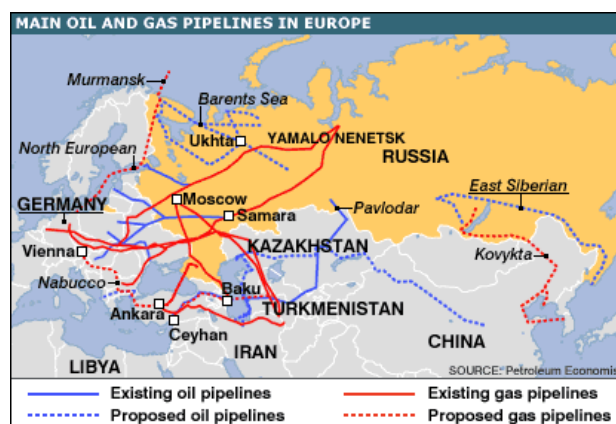 MAIN OIL AND GAS PIPELINES IN EUROPE
Murmansk
Barents Sea
Ukhta
YAMALO NENETSK
North European
RUSSIA
GERMANY
Moscow
East Siberian
Samara
Pavlodar
Vienna
KAZAKHSTAN
Kovykta
Nabucco
Baku
TURKMENISTAN
Ankara
Ceyhan
CHINA
IRAN
LIBYA
SOURCE: Petroleum Economis
Existing oil pipelines
Existing gas pipelines
Proposed oil pipelines
Proposed gas pipelines